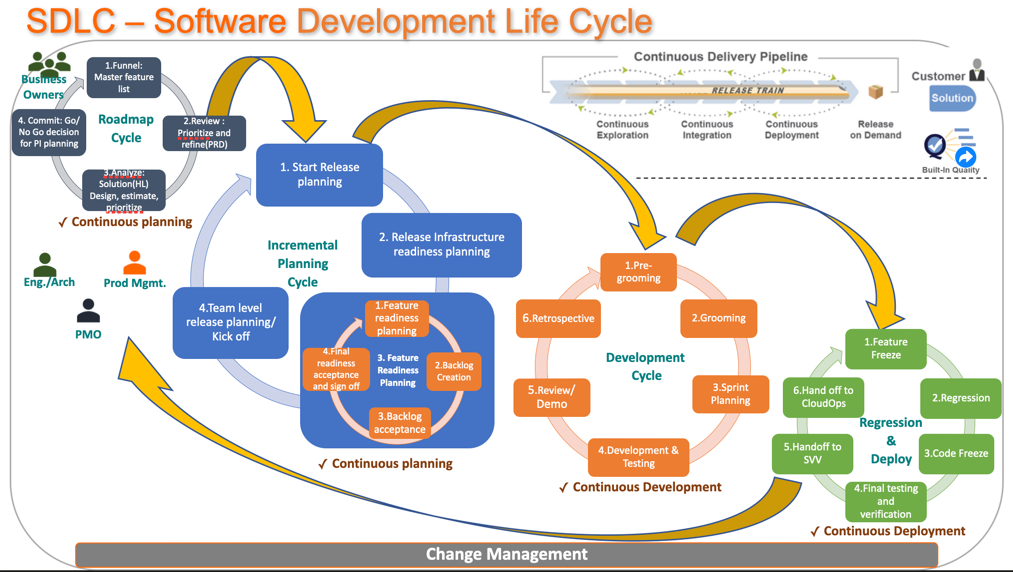 SDLC – Software Development Life Cycle
Business
Owners
1.Funnel:
Master feature
list
2.Review :
Prioritize and
refine(PRD)
3.Analyze:
Solution(HL)
Design, estimate,
prioritize
4. Commit: Go/
No Go decision
for PI planning
Roadmap
Cycle
✓ Continuous planning
Eng./Arch
Prod Mgmt.
PMO
1. Start Release
planning
2. Release Infrastructure
readiness planning
Incremental
Planning
Cycle
4.Team level
release planning/
Kick off
1.Feature
readiness
planning
2.Backlog
Creation
3.Backlog
acceptance
4.Final
readiness
acceptance
and sign off
3. Feature
Readiness
Planning
✓ Continuous planning
Continuous Delivery Pipeline
RELEASE TRAIN
Continuous
Exploration
Continuous
Integration
Continuous
Deployment
Release
on Demand
Customer
Solution
Built-In Quality
1.Pre-
grooming
2.Grooming
3.Sprint
Planning
4.Development &
Testing
5.Review/
Demo
6.Retrospective
Development
Cycle
✓ Continuous Development
1.Feature
Freeze
2.Regression
3.Code Freeze
4.Final testing
and
verification
5.Handoff to
SVV
6.Hand off to
CloudOps
Regression
&
Deploy
✓ Continuous Deployment
Change Management